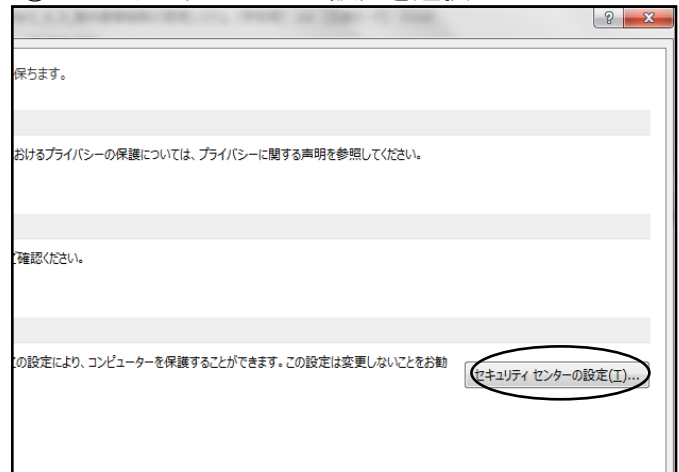 保ちます。
おけるプライバシーの保護については、プライバシーに関する声明を参照してください。
ご確認ください。
の設定により、コンピューターを保護することができます。この設定は変更しないことをお勧
セキュリティ センターの設定(T)...